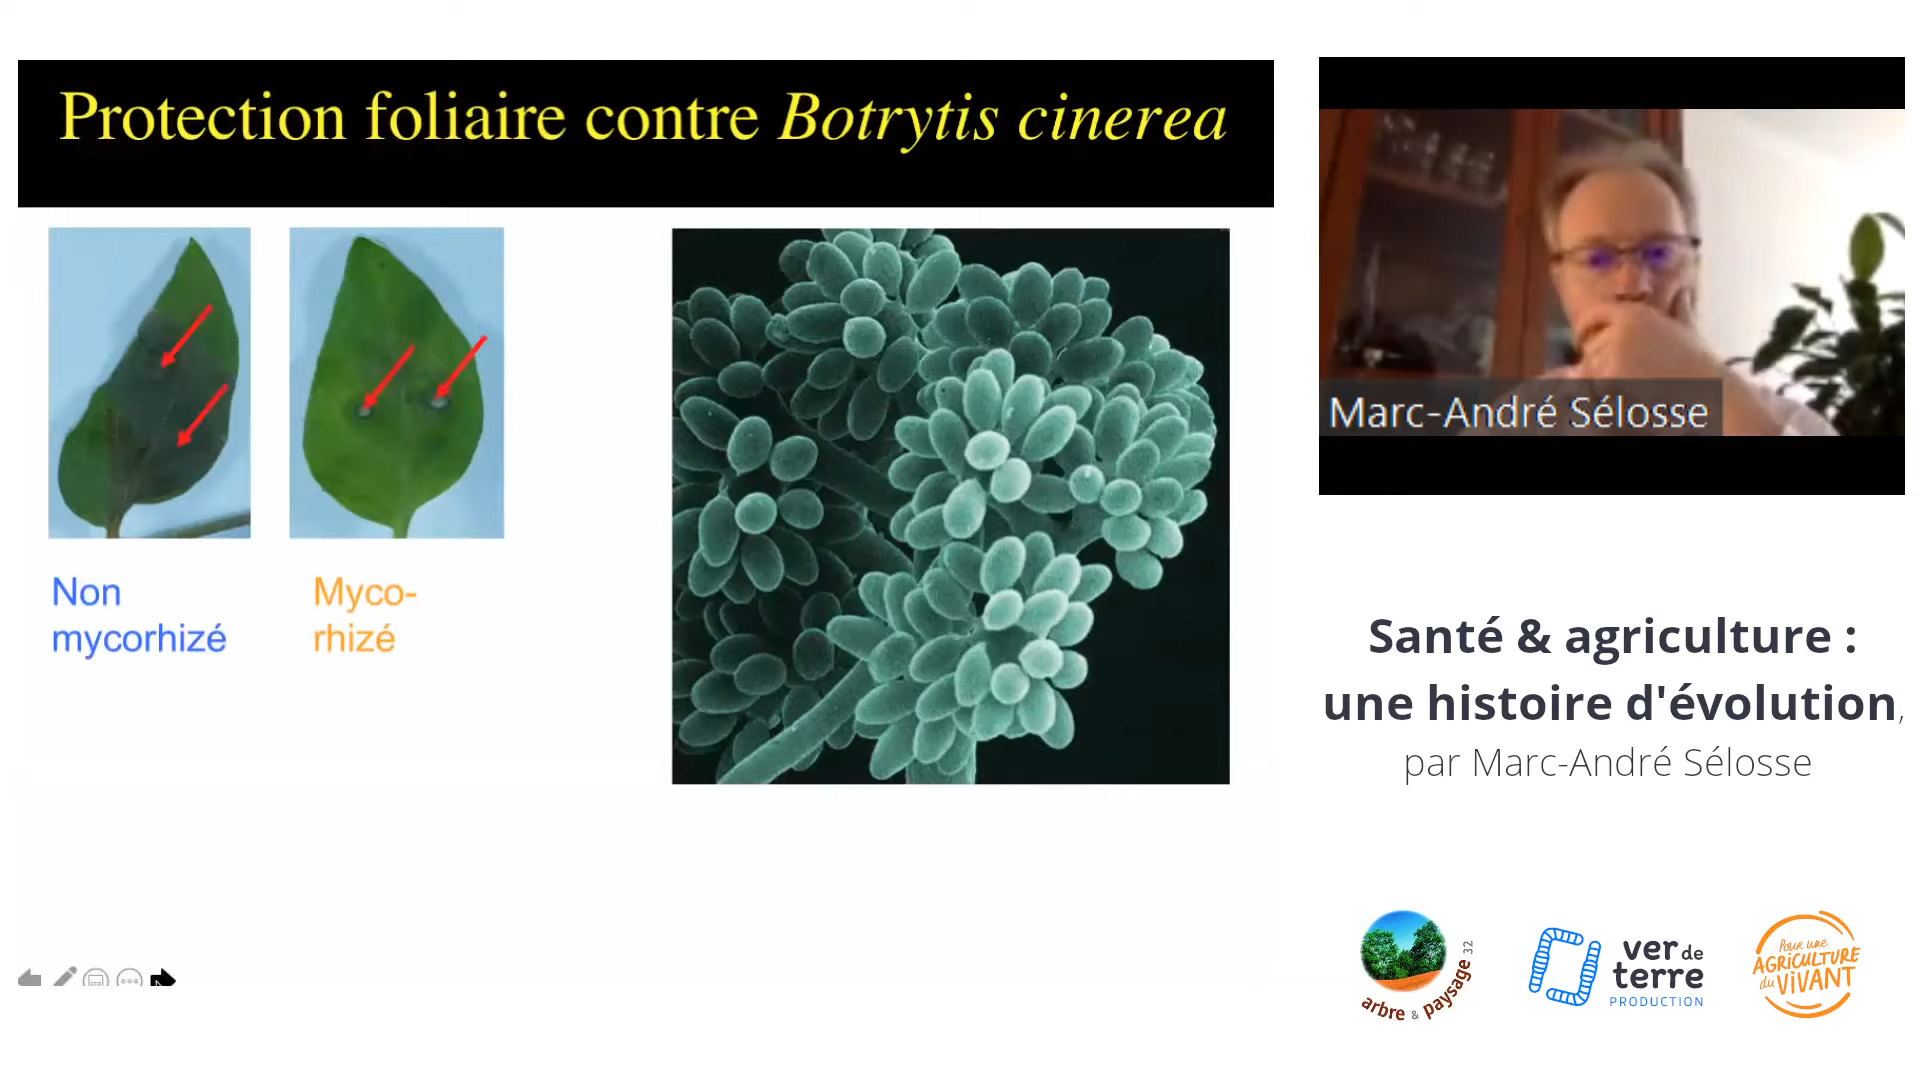 Protection foliaire contre Botrytis cinerea
Non
mycorhizé
Myco-
rhizé
Marc-André Sélosse
Santé & agriculture :
une histoire d'évolution,
par Marc-André Sélosse
arbre & paysage 32
ver de
terre
PRODUCTION
Pour une
AGRICULTURE
du VIVANT